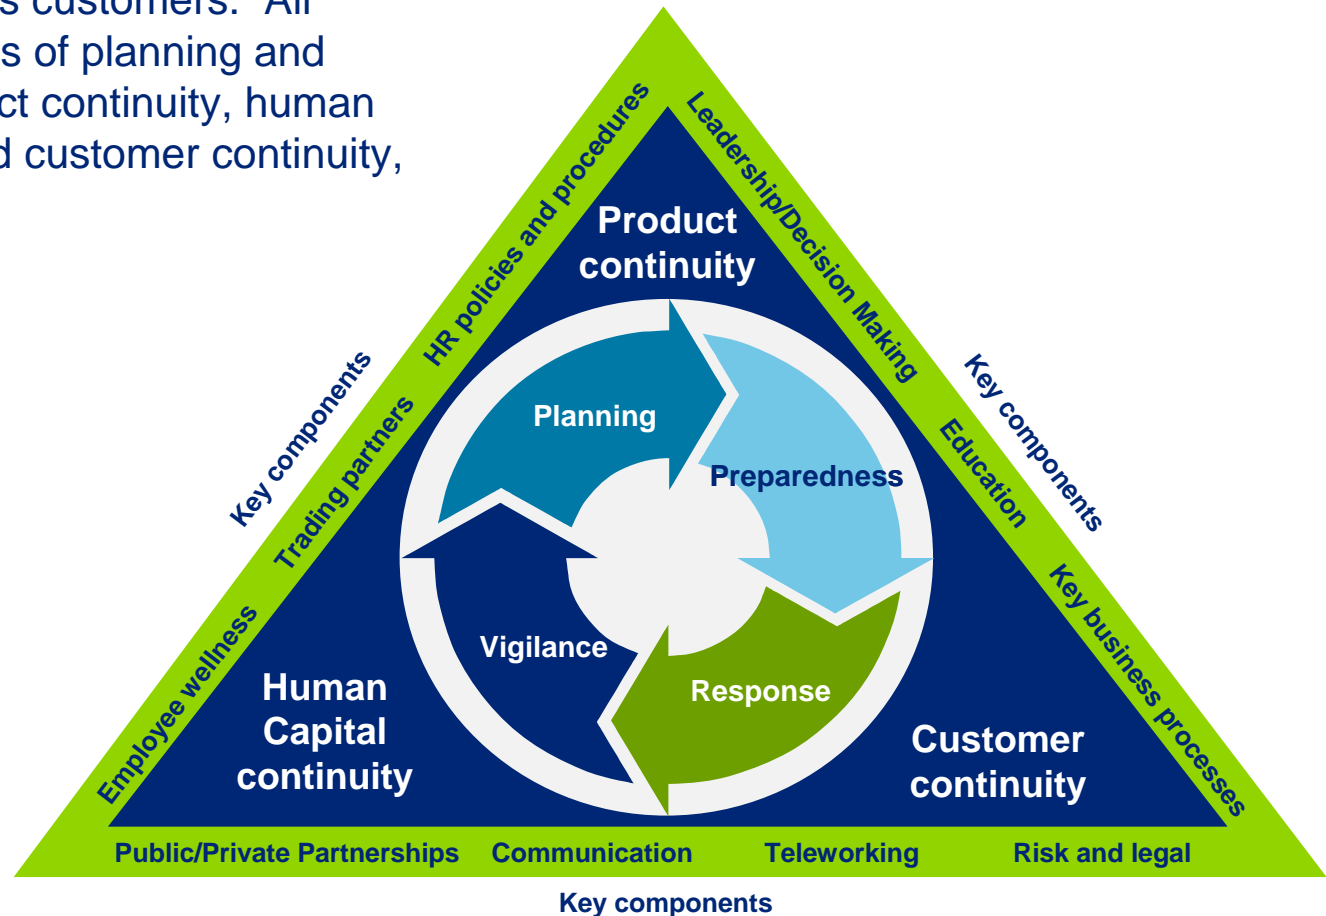 s customers. All
s of planning and
ct continuity, human
d customer continuity,
Product
continuity
Planning
Preparedness
Vigilance
Response
Human
Capital
continuity
Customer
continuity
Key components
HR policies and procedures
Trading partners
Employee wellness
Leadership/Decision Making
Education
Key business processes
Key components
Public/Private Partnerships Communication Teleworking Risk and legal
Key components